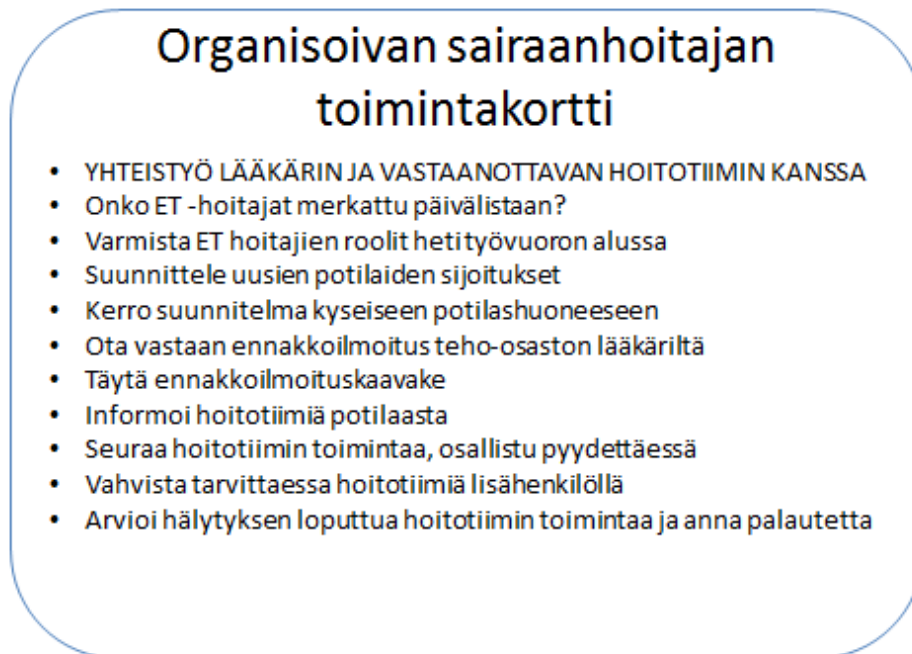 Organisoivan sairaanhoitajan
toimintakortti
• YHTEISTYÖ LÄÄKÄRIN JA VASTAANOTTAVAN HOITOTIIMIN KANSSA
• Onko ET -hoitajat merkattu päivälistaan?
• Varmista ET hoitajien roolit heti työvuoron alussa
• Suunnittele uusien potilaiden sijoitukset
• Kerro suunnitelma kyseiseen potilashuoneeseen
• Ota vastaan ennakkoilmoitus teho-osaston lääkäriltä
• Täytä ennakkoilmoituskaavake
• Informoi hoitotiimiä potilaasta
• Seuraa hoitotiimin toimintaa, osallistu pyydettäessä
• Vahvista tarvittaessa hoitotiimiä lisähenkilöllä
• Arvioi hälytyksen loputtua hoitotiimin toimintaa ja anna palautetta